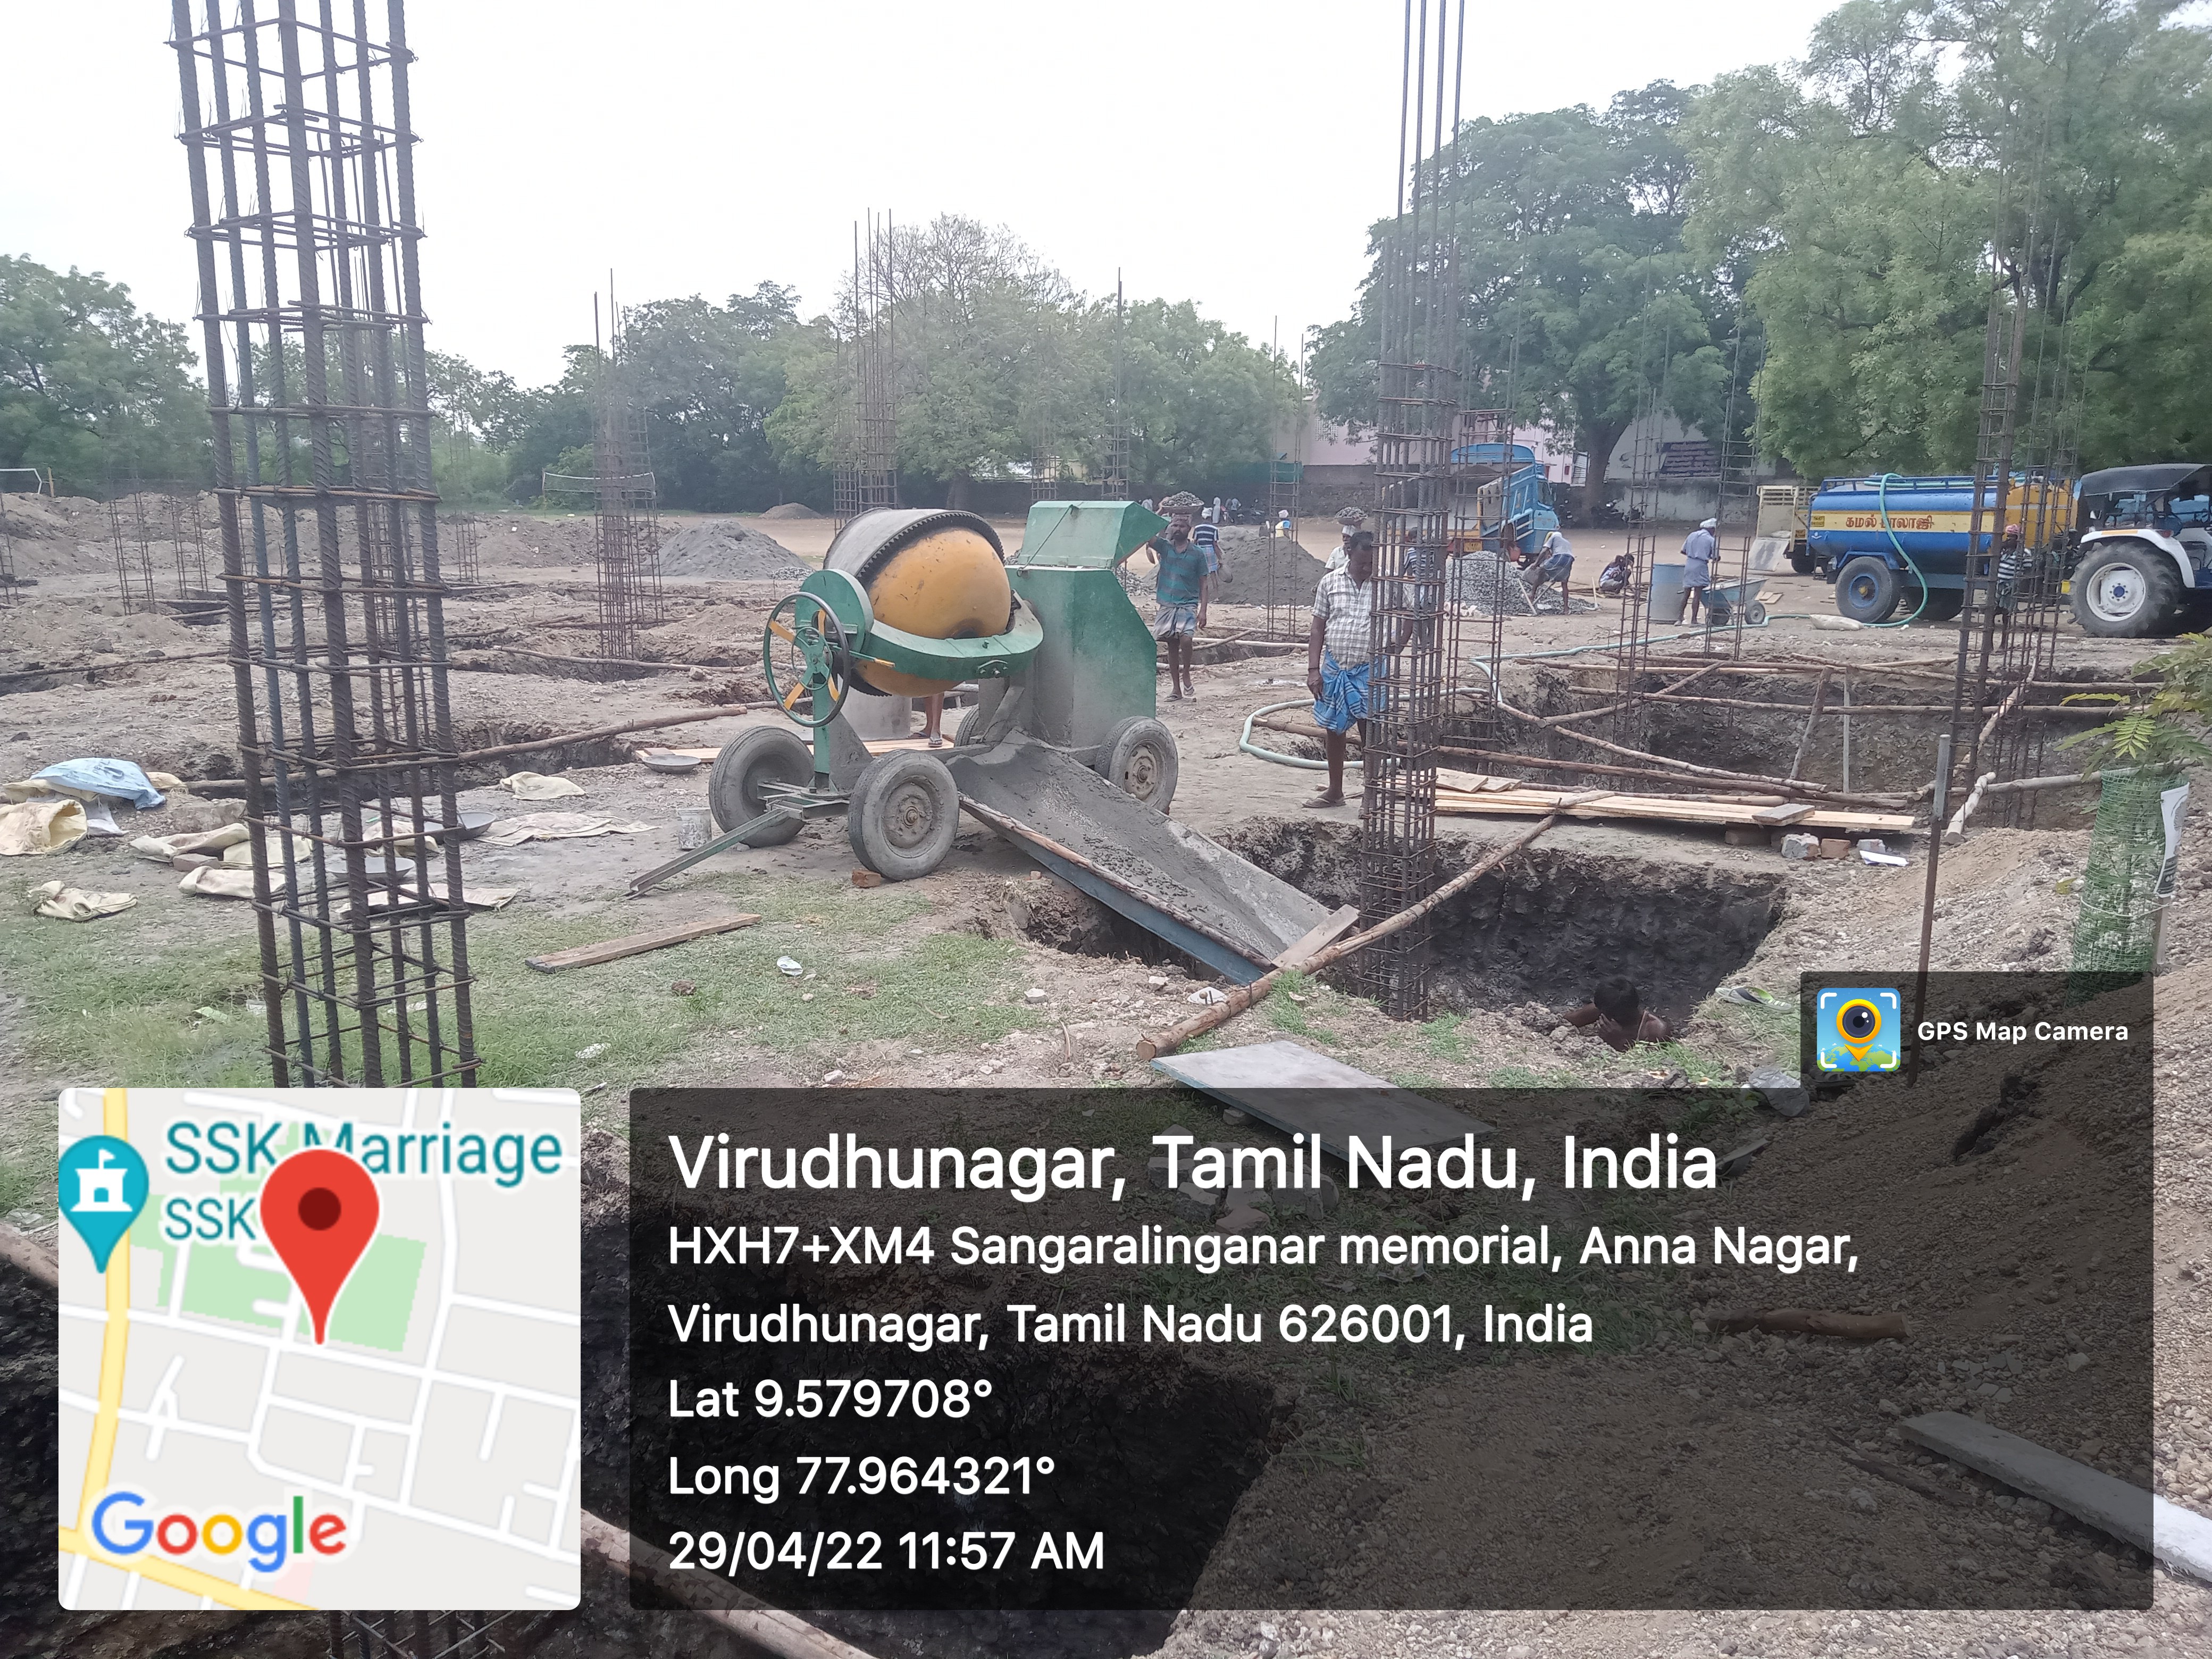 கமல் பாலாஜி
GPS Map Camera
SSK Marriage
SSK
Google
Virudhunagar, Tamil Nadu, India
HXH7+XM4 Sangaralinganar memorial, Anna Nagar,
Virudhunagar, Tamil Nadu 626001, India
Lat 9.579708°
Long 77.964321°
29/04/22 11:57 AM